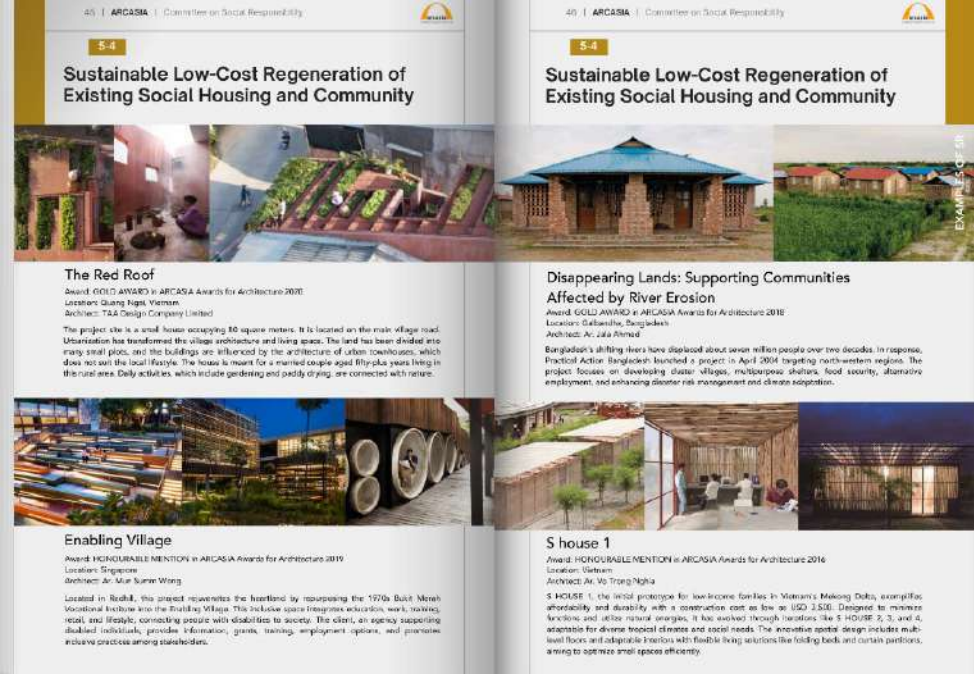 45 | ARCASIA | Committee on Social Responsibility
5-4
Sustainable Low-Cost Regeneration of
Existing Social Housing and Community
The Red Roof
Award: GOLD AWARD in ARCASIA Awards for Architecture 2020
Location: Quang Ngai, Vietnam
Architect: TAA Design Company Limited
The project site is a small house occupying 80 square meters. It is located on the main village road.
Urbanization has transformed the village architecture and living space. The land has been divided into
many small plots, and the buildings are influenced by the architecture of urban townhouses, which
does not suit the local lifestyle. The house is meant for a married couple aged fifty-plus years living in
this rural area. Daily activities, which include gardening and paddy drying, are connected with nature.
Enabling Village
Award: HONOURABLE MENTION in ARCASIA Awards for Architecture 2019
Location: Singapore
Architect: Ar. Mun Summ Wong
Located in Redhill, this project rejuvenates the heartland by repurposing the 1970s Bukit Merah
Vocational Institute into the Enabling Village. This inclusive space integrates education, work, training,
retail, and lifestyle, connecting people with disabilities to society. The client, an agency supporting
disabled individuals, provides information, grants, training, employment options, and promotes
inclusive practices among stakeholders.
46 | ARCASIA | Committee on Social Responsibility
5-4
Sustainable Low-Cost Regeneration of
Existing Social Housing and Community
EXAMPLES OF SR
Disappearing Lands: Supporting Communities
Affected by River Erosion
Award: GOLD AWARD in ARCASIA Awards for Architecture 2018
Location: Gaibandha, Bangladesh
Architect: Ar. Jala Ahmed
Bangladesh's shifting rivers have displaced about seven million people over two decades. In response,
Practical Action Bangladesh launched a project in April 2004 targeting north-western regions. The
project focuses on developing cluster villages, multipurpose shelters, food security, alternative
employment, and enhancing disaster risk management and climate adaptation.
S house 1
Award: HONOURABLE MENTION in ARCASIA Awards for Architecture 2016
Location: Vietnam
Architect: Ar. Vo Trong Nghia
S HOUSE 1, the initial prototype for low-income families in Vietnam's Mekong Delta, exemplifies
affordability and durability with a construction cost as low as USD 3,500. Designed to minimize
functions and utilize natural energies, it has evolved through iterations like S HOUSE 2, 3, and 4,
adaptable for diverse tropical climates and social needs. The innovative spatial design includes multi-
level floors and adaptable interiors with flexible living solutions like folding beds and curtain partitions,
aiming to optimize small spaces efficiently.